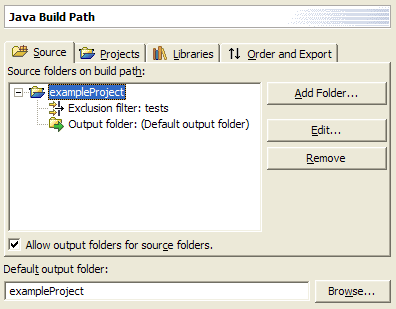 Java Build Path
Source Projects Libraries Order and Export
Source folders on build path:
exampleProject
Exclusion filter: tests
Output folder: (Default output folder)
Add Folder...
Edit...
Remove
Allow output folders for source folders.
Default output folder:
exampleProject
Browse...